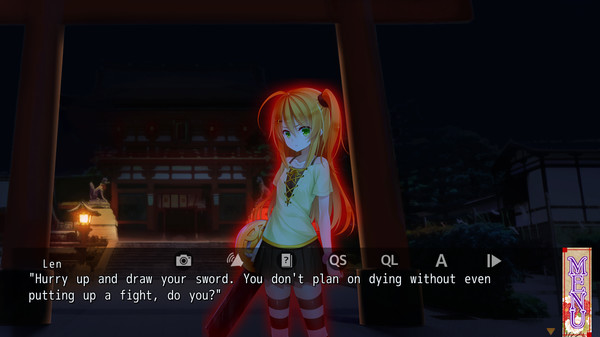 QS
QL
A
Len
"Hurry up and draw your sword. You don't plan on dying without even
putting up a fight, do you?"
MENU